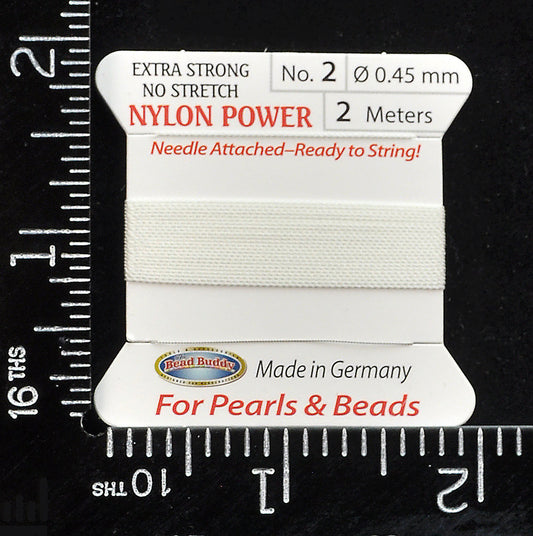 EXTRA STRONG
NO STRETCH
NYLON POWER
No. 2
Ø 0.45 mm
2 Meters
Needle Attached–Ready to String!
Bead Buddy
Made in Germany
For Pearls & Beads
2
1
16THS
10THS
1
2